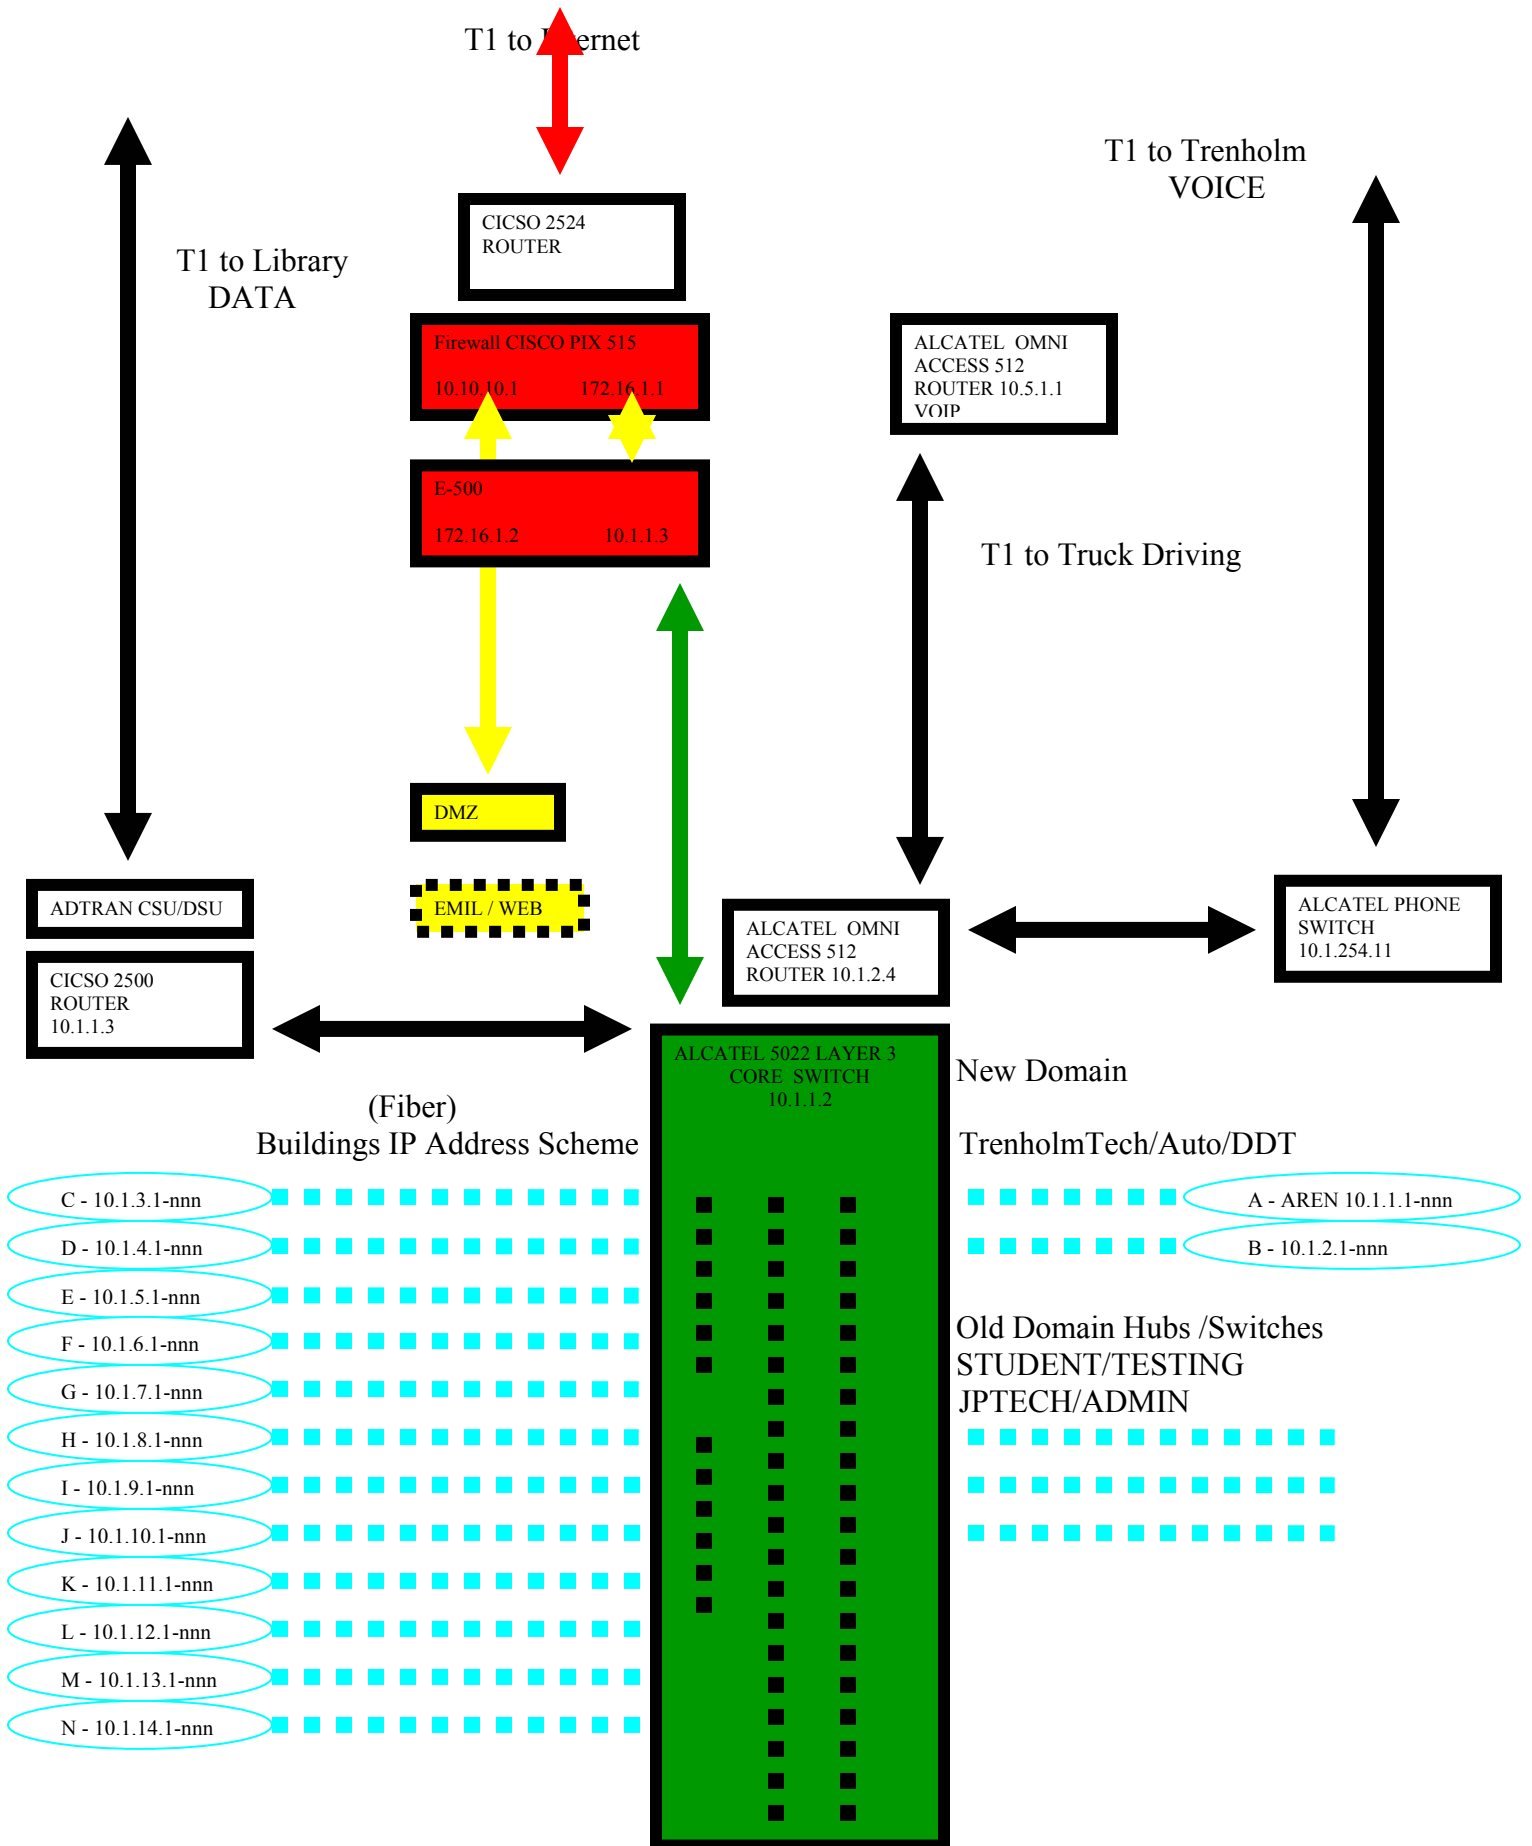 T1 to Internet
T1 to Trenholm
VOICE
CICSO 2524
ROUTER
T1 to Library
DATA
Firewall CISCO PIX 515
10.10.10.1 172.16.1.1
ALCATEL OMNI
ACCESS 512
ROUTER 10.5.1.1
VOIP
E-500
172.16.1.2 10.1.1.3
T1 to Truck Driving
DMZ
ADTRAN CSU/DSU
EMIL / WEB
ALCATEL OMNI
ACCESS 512
ROUTER 10.1.2.4
ALCATEL PHONE
SWITCH
10.1.254.11
CICSO 2500
ROUTER
10.1.1.3
ALCATEL 5022 LAYER 3
CORE SWITCH
10.1.1.2
New Domain
(Fiber)
Buildings IP Address Scheme
TrenholmTech/Auto/DDT
C - 10.1.3.1-nnn
D - 10.1.4.1-nnn
E - 10.1.5.1-nnn
F - 10.1.6.1-nnn
G - 10.1.7.1-nnn
H - 10.1.8.1-nnn
I - 10.1.9.1-nnn
J - 10.1.10.1-nnn
K - 10.1.11.1-nnn
L - 10.1.12.1-nnn
M - 10.1.13.1-nnn
N - 10.1.14.1-nnn
A - AREN 10.1.1.1-nnn
B - 10.1.2.1-nnn
Old Domain Hubs /Switches
STUDENT/TESTING
JPTECH/ADMIN